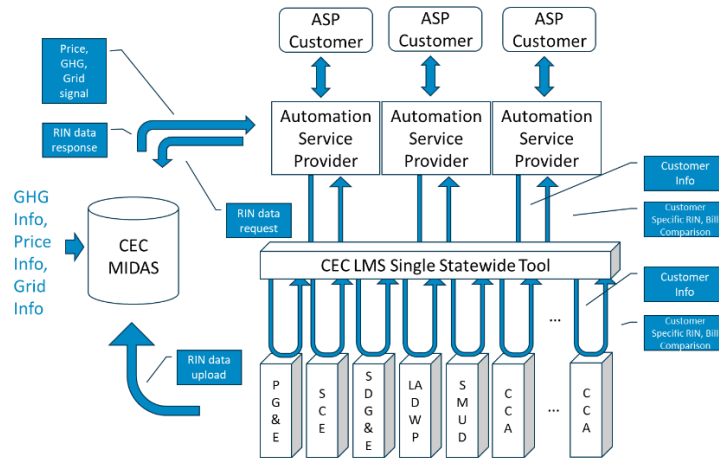 ASP
Customer
ASP
Customer
ASP
Customer
Price,
GHG,
Grid
signal
RIN data
response
Automation
Service
Provider
Automation
Service
Provider
Automation
Service
Provider
Customer
Info
Customer
Specific RIN, Bill
Comparison
RIN data
request
GHG
Info,
Price
Info,
Grid
Info
CEC
MIDAS
CEC LMS Single Statewide Tool
Customer
Info
Customer
Specific RIN, Bill
Comparison
...
RIN data
upload
P
G
&
E
S
C
E
S
D
G
&
E
LA
D
W
P
S
M
U
D
C
C
A
...
C
C
A